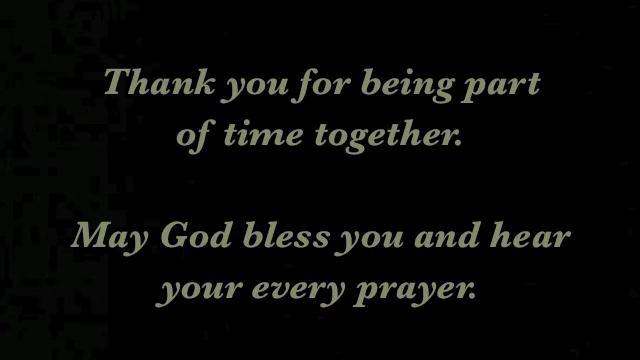 Thank you for being part
of time together.
May God bless you and hear
your every prayer.